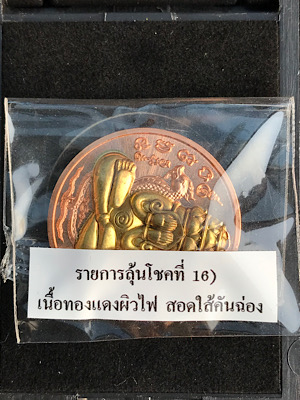 รายการลุ้นโชคที่ 16)
เนื้อทองแดงผิวไฟ สอดใส้คันฉ่อง